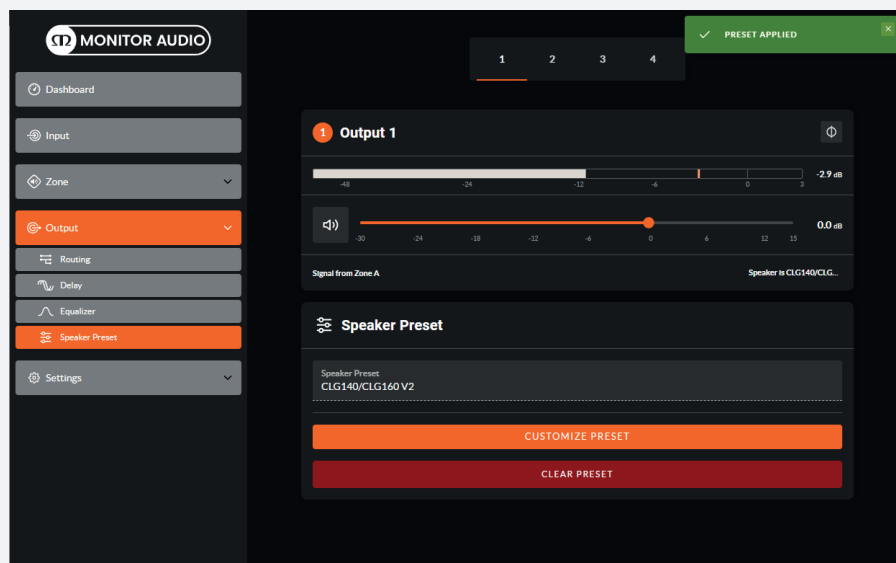 MONITOR AUDIO
Dashboard
Input
Zone
Output
Routing
Delay
Equalizer
Speaker Preset
Settings
PRESET APPLIED
1 2 3 4
1 Output 1
-2.9 dB
-48 -24 -12 -6 0 3
0.0 dB
-30 -24 -18 -12 -6 0 6 12 15
Signal from Zone A Speaker is CLG140/CLG...
Speaker Preset
Speaker Preset
CLG140/CLG160 V2
CUSTOMIZE PRESET
CLEAR PRESET